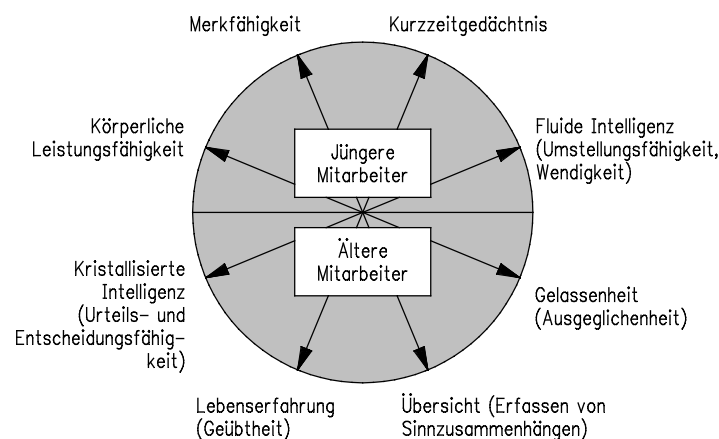 Merkfähigkeit
Kurzzeitgedächtnis
Körperliche
Leistungsfähigkeit
Fluide Intelligenz
(Umstellungsfähigkeit,
Wendigkeit)
Jüngere
Mitarbeiter
Ältere
Mitarbeiter
Kristallisierte
Intelligenz
(Urteils- und
Entscheidungsfähig-
keit)
Gelassenheit
(Ausgeglichenheit)
Lebenserfahrung
(Geübtheit)
Übersicht (Erfassen von
Sinnzusammenhängen)